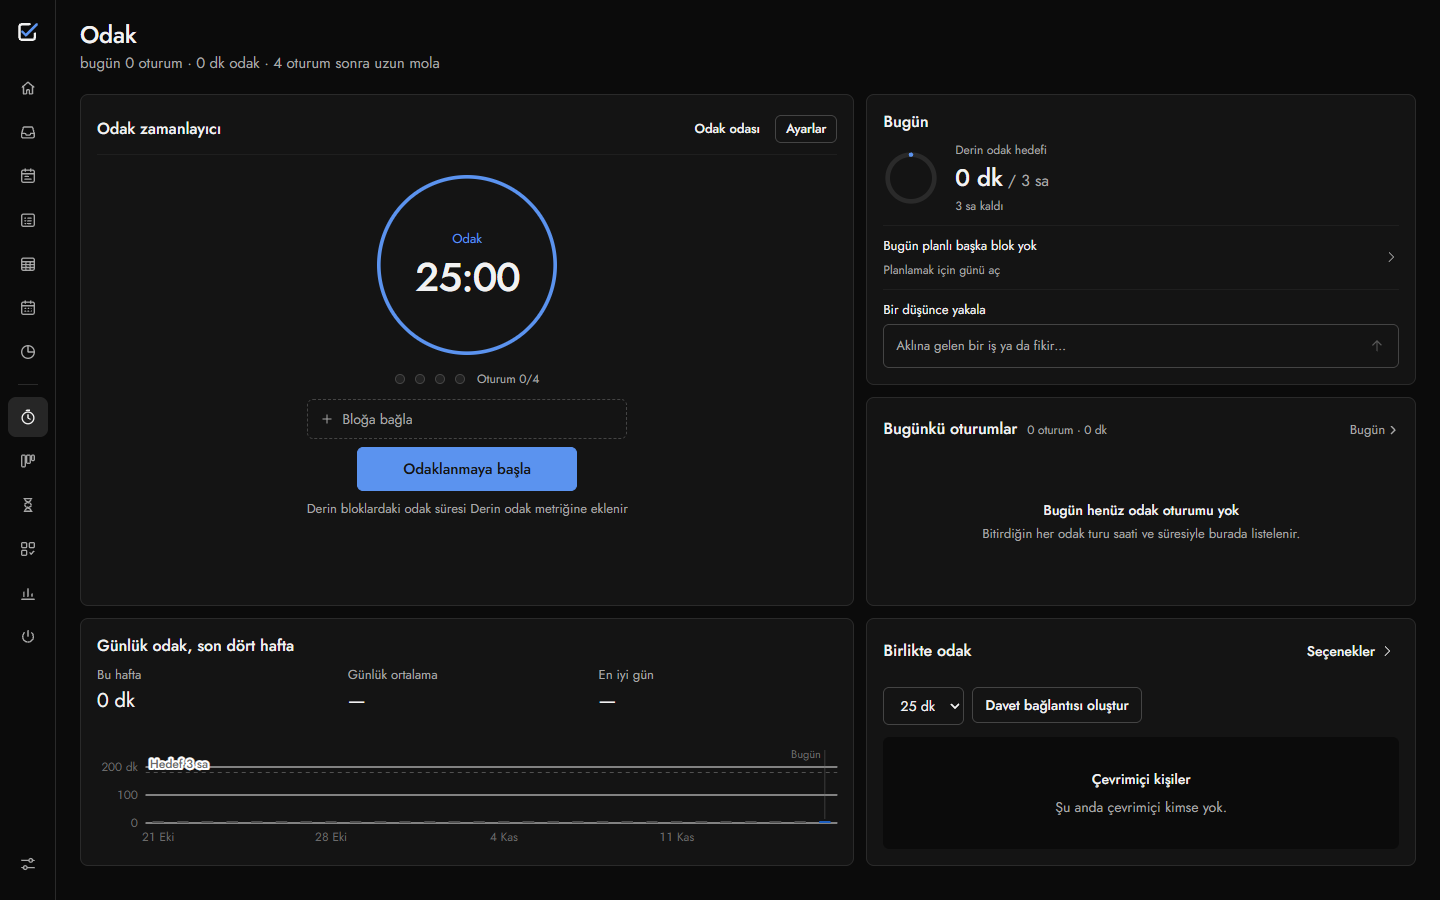 Odak
bugün 0 oturum · 0 dk odak · 4 oturum sonra uzun mola
Odak zamanlayıcı
Odak odası
Ayarlar
Odak
25:00
Oturum 0/4
Bloğa bağla
Odaklanmaya başla
Derin bloklardaki odak süresi Derin odak metriğine eklenir
Bugün
Derin odak hedefi
0 dk / 3 sa
3 sa kaldı
Bugün planlı başka blok yok
Planlamak için günü aç
Bir düşünce yakala
Aklına gelen bir iş ya da fikir...
Bugünkü oturumlar 0 oturum · 0 dk
Bugün
Bugün henüz odak oturumu yok
Bitirdiğin her odak turu saati ve süresiyle burada listelenir.
Günlük odak, son dört hafta
Bu hafta
0 dk
Günlük ortalama
—
En iyi gün
—
Bugün
200 dk
Hedef 3 sa
100
0
21 Eki
28 Eki
4 Kas
11 Kas
Birlikte odak
Seçenekler
25 dk
Davet bağlantısı oluştur
Çevrimiçi kişiler
Şu anda çevrimiçi kimse yok.